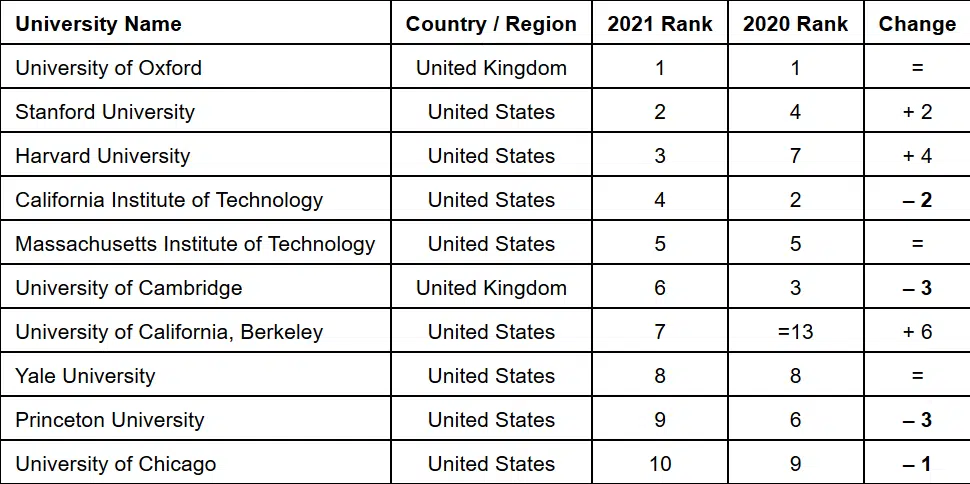 University Name Country / Region 2021 Rank 2020 Rank Change
University of Oxford United Kingdom 1 1 =
Stanford University United States 2 4 + 2
Harvard University United States 3 7 + 4
California Institute of Technology United States 4 2 – 2
Massachusetts Institute of Technology United States 5 5 =
University of Cambridge United Kingdom 6 3 – 3
University of California, Berkeley United States 7 =13 + 6
Yale University United States 8 8 =
Princeton University United States 9 6 – 3
University of Chicago United States 10 9 – 1